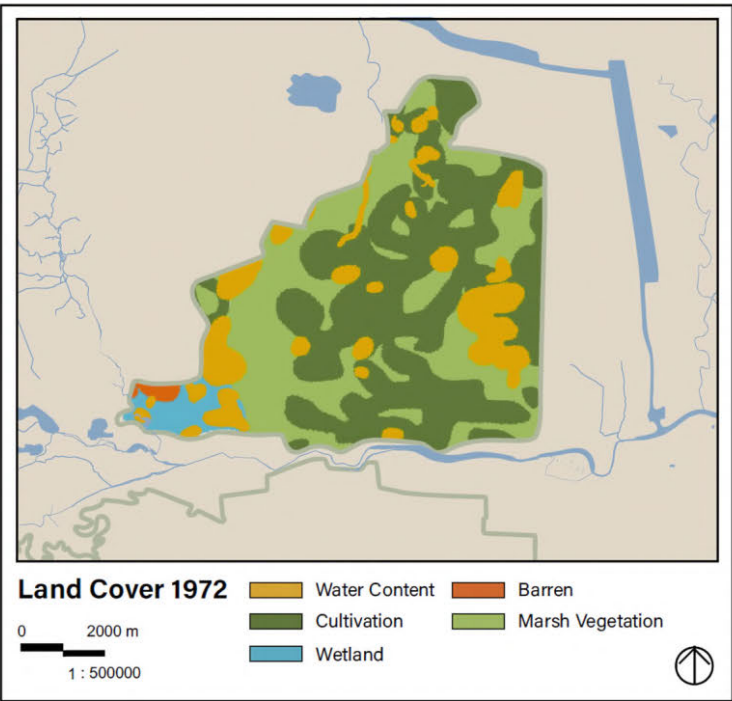 Land Cover 1972
0 2000 m
1 : 500000
Water Content
Barren
Cultivation
Marsh Vegetation
Wetland